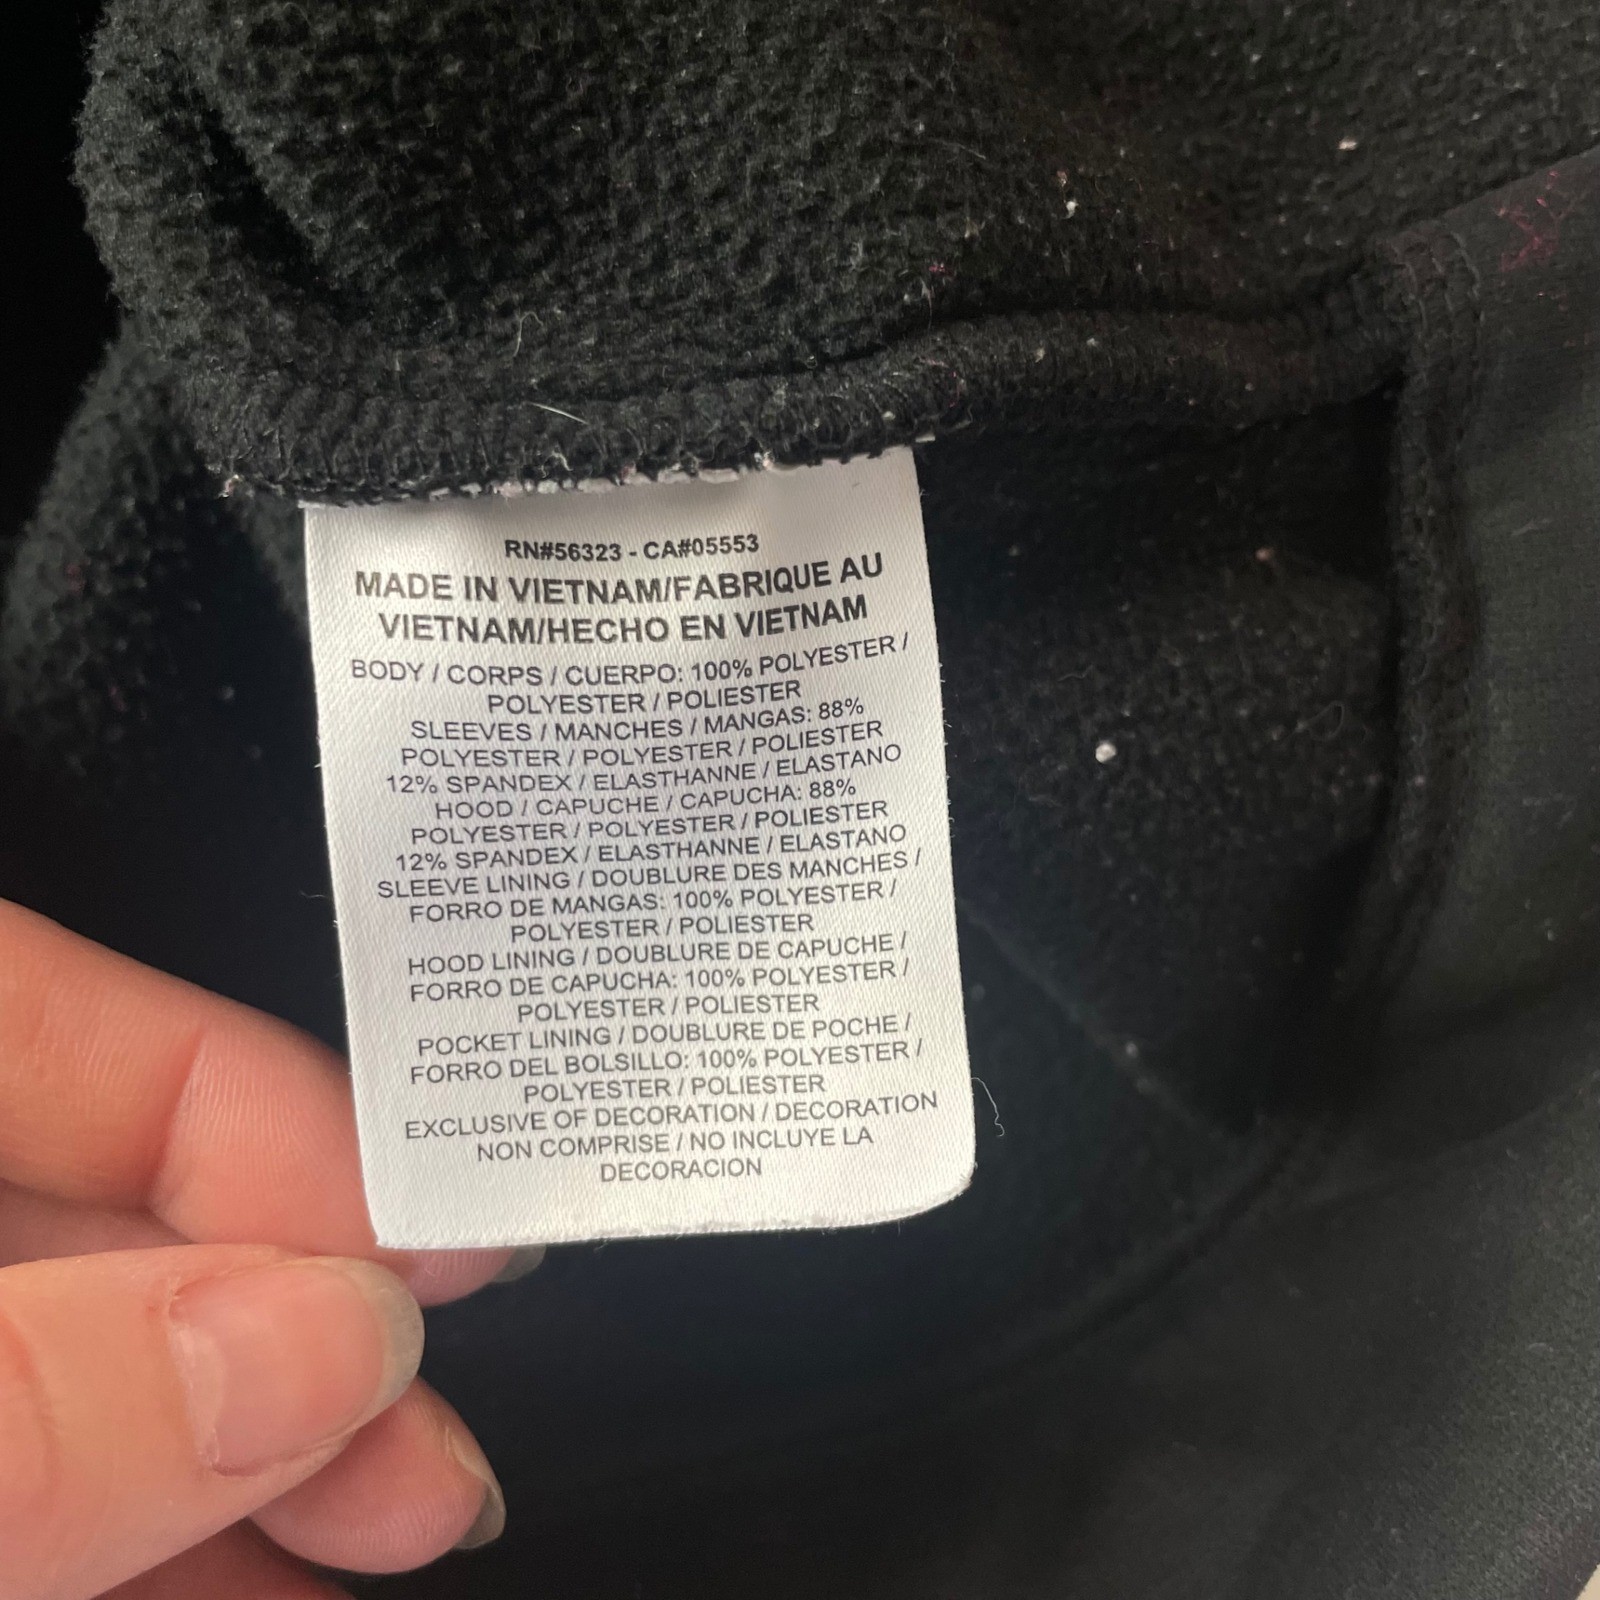 RN#56323 - CA#05553
MADE IN VIETNAM/FABRIQUE AU
VIETNAM/HECHO EN VIETNAM
BODY / CORPS / CUERPO: 100% POLYESTER /
POLYESTER / POLIESTER
SLEEVES / MANCHES / MANGAS: 88%
POLYESTER / POLYESTER / POLIESTER
12% SPANDEX / ELASTHANNE / ELASTANO
HOOD / CAPUCHE / CAPUCHA: 88%
POLYESTER / POLYESTER / POLIESTER
12% SPANDEX / ELASTHANNE / ELASTANO
SLEEVE LINING / DOUBLURE DES MANCHES /
FORRO DE MANGAS: 100% POLYESTER /
POLYESTER / POLIESTER
HOOD LINING / DOUBLURE DE CAPUCHE /
FORRO DE CAPUCHA: 100% POLYESTER /
POLYESTER / POLIESTER
POCKET LINING / DOUBLURE DE POCHE /
FORRO DEL BOLSILLO: 100% POLYESTER /
POLYESTER / POLIESTER
EXCLUSIVE OF DECORATION / DECORATION
NON COMPRISE / NO INCLUYE LA
DECORACION